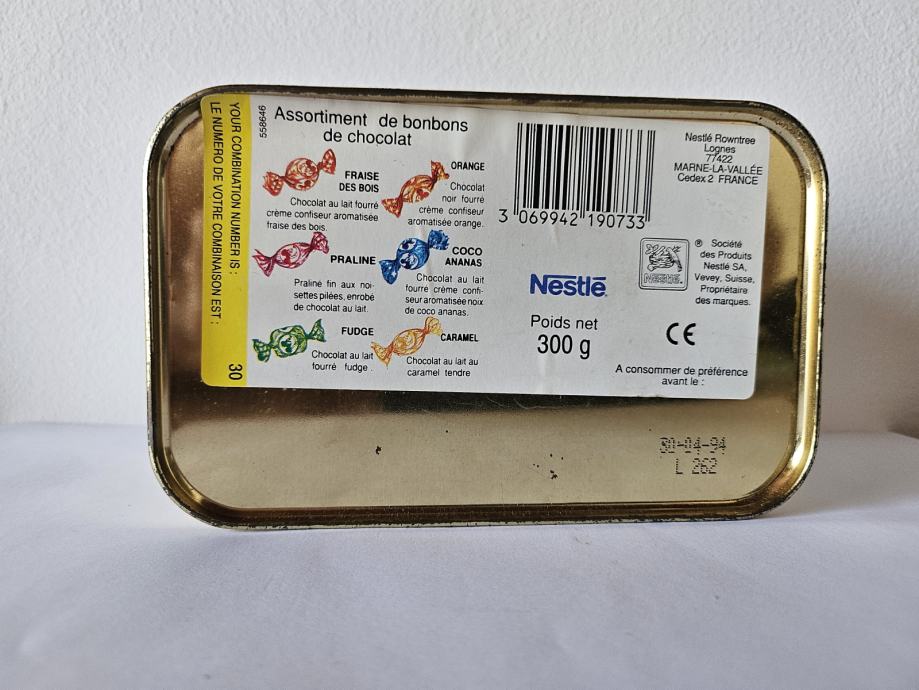 YOUR COMBINATION NUMBER IS :
LE NUMERO DE VOTRE COMBINAISON EST :
30
558646
Assortiment de bonbons
de chocolat
FRAISE
DES BOIS
Chocolat au lait fourré
crème confiseur aromatisée
fraise des bois.
ORANGE
Chocolat
noir fourré
crème confiseur
aromatisée orange.
PRALINE
Praliné fin aux noi-
settes pilées, enrobé
de chocolat au lait.
COCO
ANANAS
Chocolat au lait
fourré crème confi-
seur aromatisée noix
de coco ananas.
FUDGE
Chocolat au lait
fourré fudge.
CARAMEL
Chocolat au lait au
caramel tendre
3 069942 190733
Nestlé
Poids net
300 g
Nestlé Rowntree
Lognes
77422
MARNE-LA-VALLÉE
Cedex 2 FRANCE
NESTLÉ
® Société
des Produits
Nestlé SA,
Vevey, Suisse,
Propriétaire
des marques.
CE
A consommer de préférence
avant le :
30-04-94
L 262